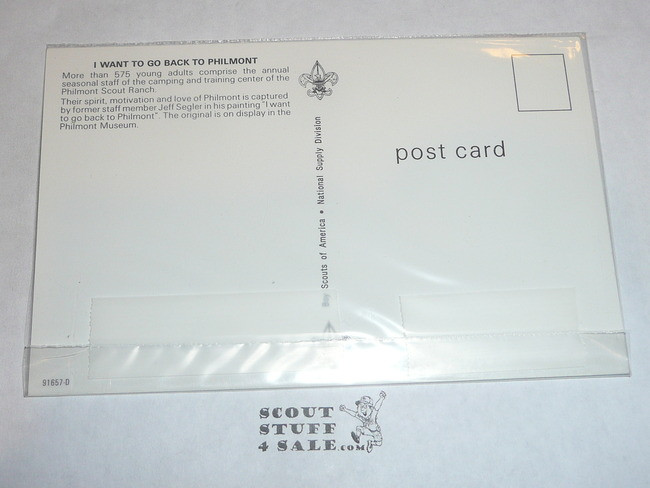 I WANT TO GO BACK TO PHILMONT
More than 575 young adults comprise the annual
seasonal staff of the camping and training center of the
Philmont Scout Ranch.
Their spirit, motivation and love of Philmont is captured
by former staff member Jeff Segler in his painting "I want
to go back to Philmont". The original is on display in the
Philmont Museum.
Boy Scouts of America • National Supply Division
post card
91657-D
SCOUT
STUFF
4 SALE.COM